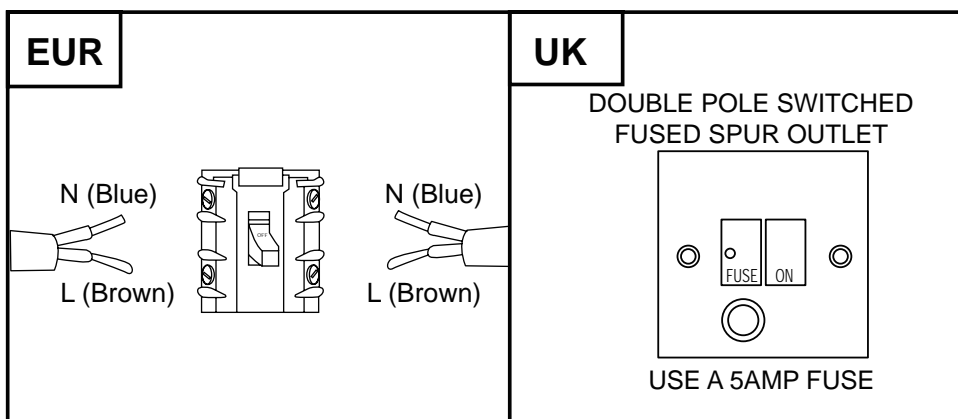 EUR
N (Blue)
L (Brown)
OFF
N (Blue)
L (Brown)
UK
DOUBLE POLE SWITCHED
FUSED SPUR OUTLET
FUSE
ON
USE A 5AMP FUSE